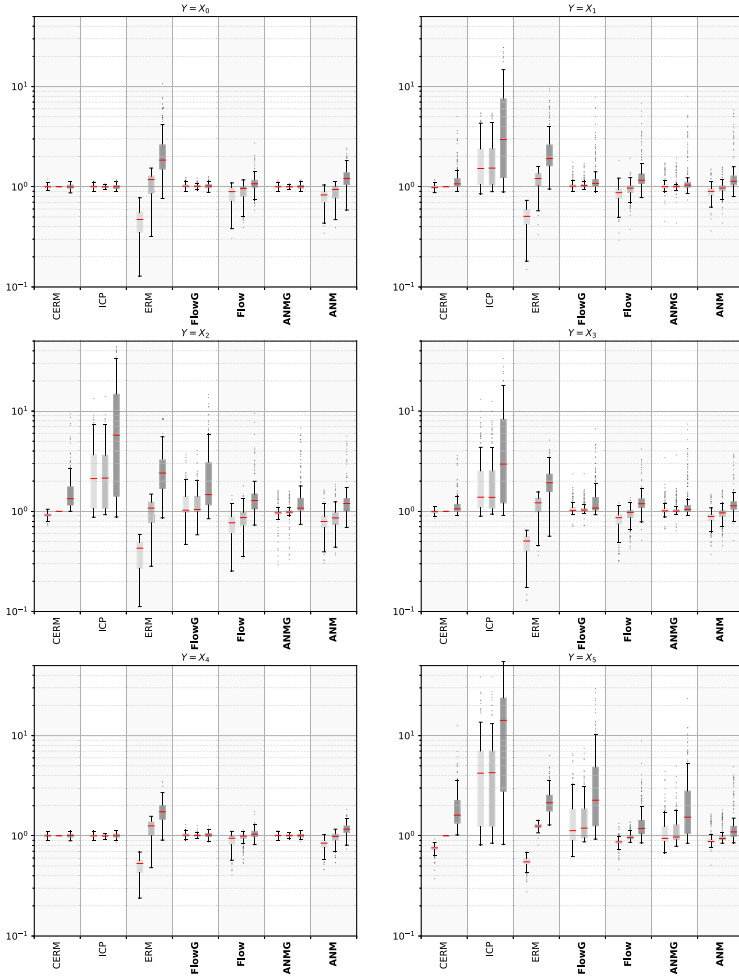 Y = X₀
10¹
10⁰
10⁻¹
CERM
ICP
ERM
FlowG
Flow
ANMG
ANM
Y = X₁
10¹
10⁰
10⁻¹
CERM
ICP
ERM
FlowG
Flow
ANMG
ANM
Y = X₂
10¹
10⁰
10⁻¹
CERM
ICP
ERM
FlowG
Flow
ANMG
ANM
Y = X₃
10¹
10⁰
10⁻¹
CERM
ICP
ERM
FlowG
Flow
ANMG
ANM
Y = X₄
10¹
10⁰
10⁻¹
CERM
ICP
ERM
FlowG
Flow
ANMG
ANM
Y = X₅
10¹
10⁰
10⁻¹
CERM
ICP
ERM
FlowG
Flow
ANMG
ANM